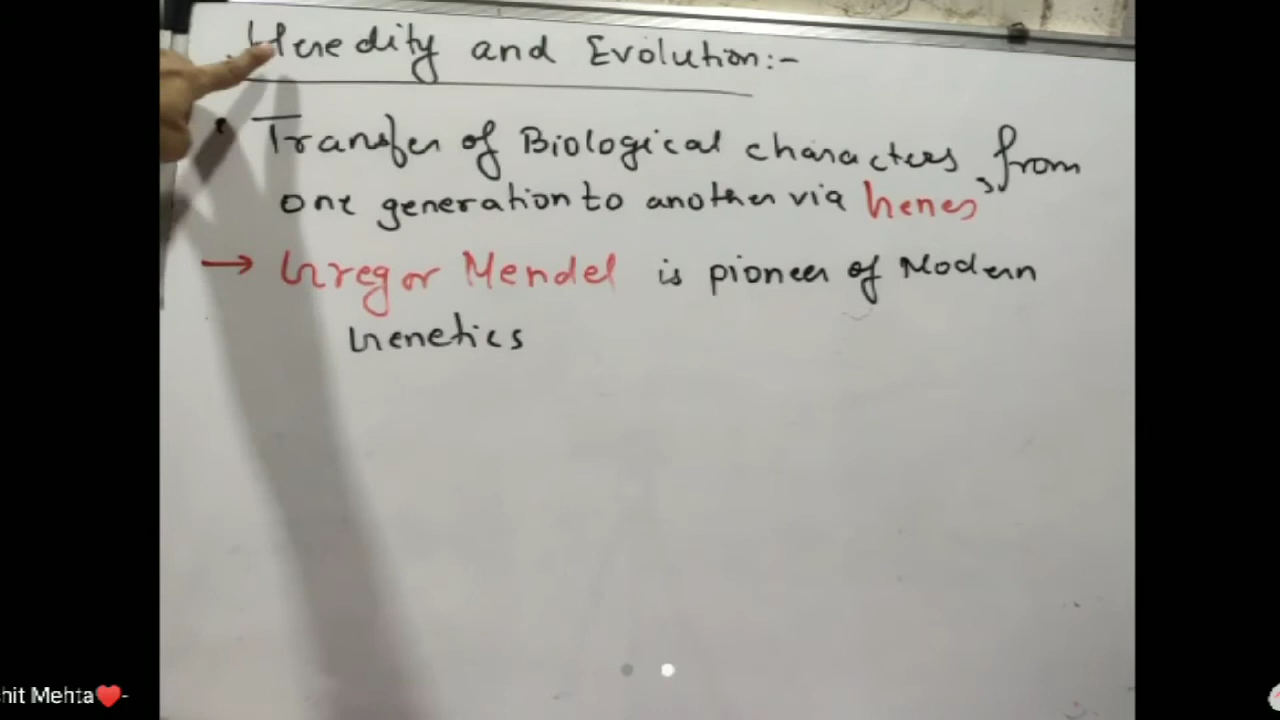 Heredity and Evolution:-
• Transfer of Biological characters, from
one generation to another via Genes
→ Gregor Mendel is pioneer of Modern
Genetics
hit Mehta❤️-